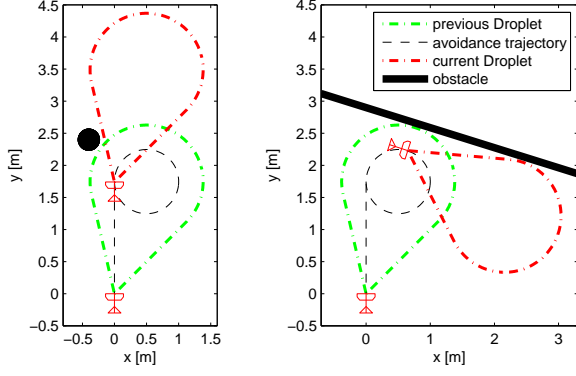 4.5
4
3.5
3
2.5
2
1.5
1
0.5
0
−0.5
−0.5 0 0.5 1 1.5
x [m]
y [m]
4.5
4
3.5
3
2.5
2
1.5
1
0.5
0
−0.5
0 1 2 3
x [m]
y [m]
previous Droplet
avoidance trajectory
current Droplet
obstacle